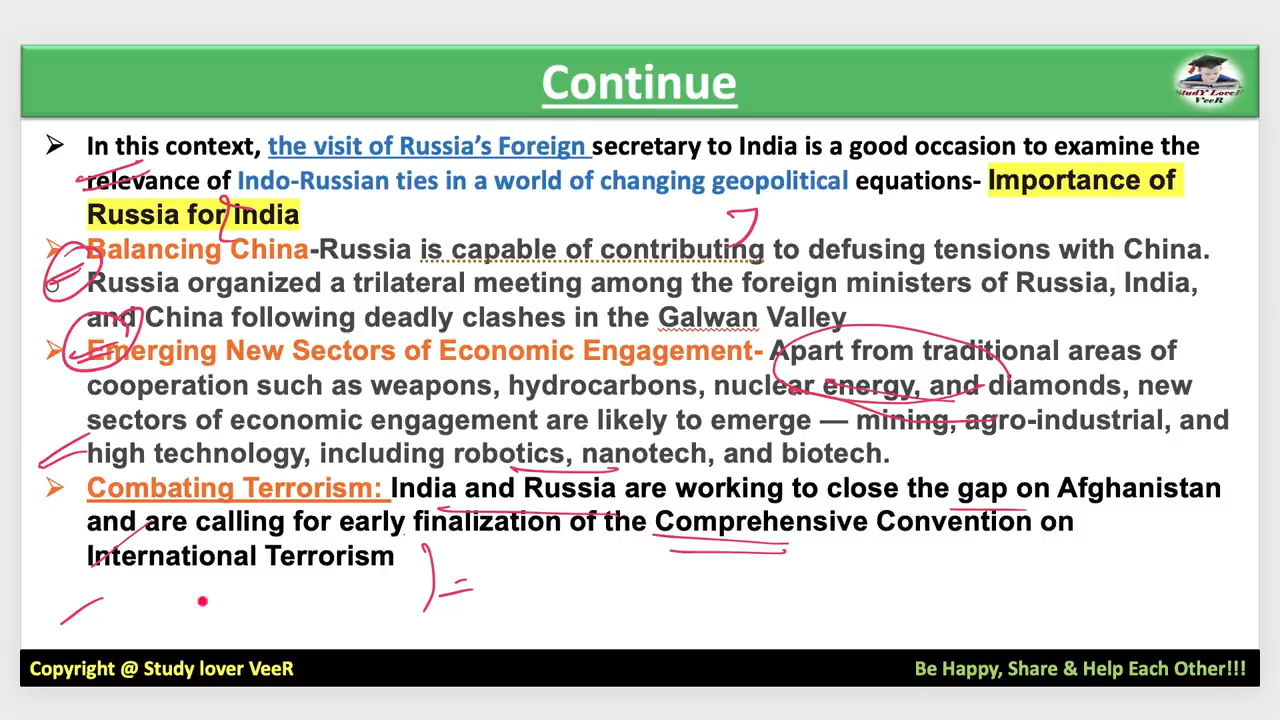 Continue
StudY LoveR
VeeR
➢ In this context, the visit of Russia’s Foreign secretary to India is a good occasion to examine the
relevance of Indo-Russian ties in a world of changing geopolitical equations- Importance of
Russia for India
➢ Balancing China-Russia is capable of contributing to defusing tensions with China.
o Russia organized a trilateral meeting among the foreign ministers of Russia, India,
and China following deadly clashes in the Galwan Valley
➢ Emerging New Sectors of Economic Engagement- Apart from traditional areas of
cooperation such as weapons, hydrocarbons, nuclear energy, and diamonds, new
sectors of economic engagement are likely to emerge — mining, agro-industrial, and
high technology, including robotics, nanotech, and biotech.
➢ Combating Terrorism: India and Russia are working to close the gap on Afghanistan
and are calling for early finalization of the Comprehensive Convention on
International Terrorism
Copyright @ Study lover VeeR
Be Happy, Share & Help Each Other!!!